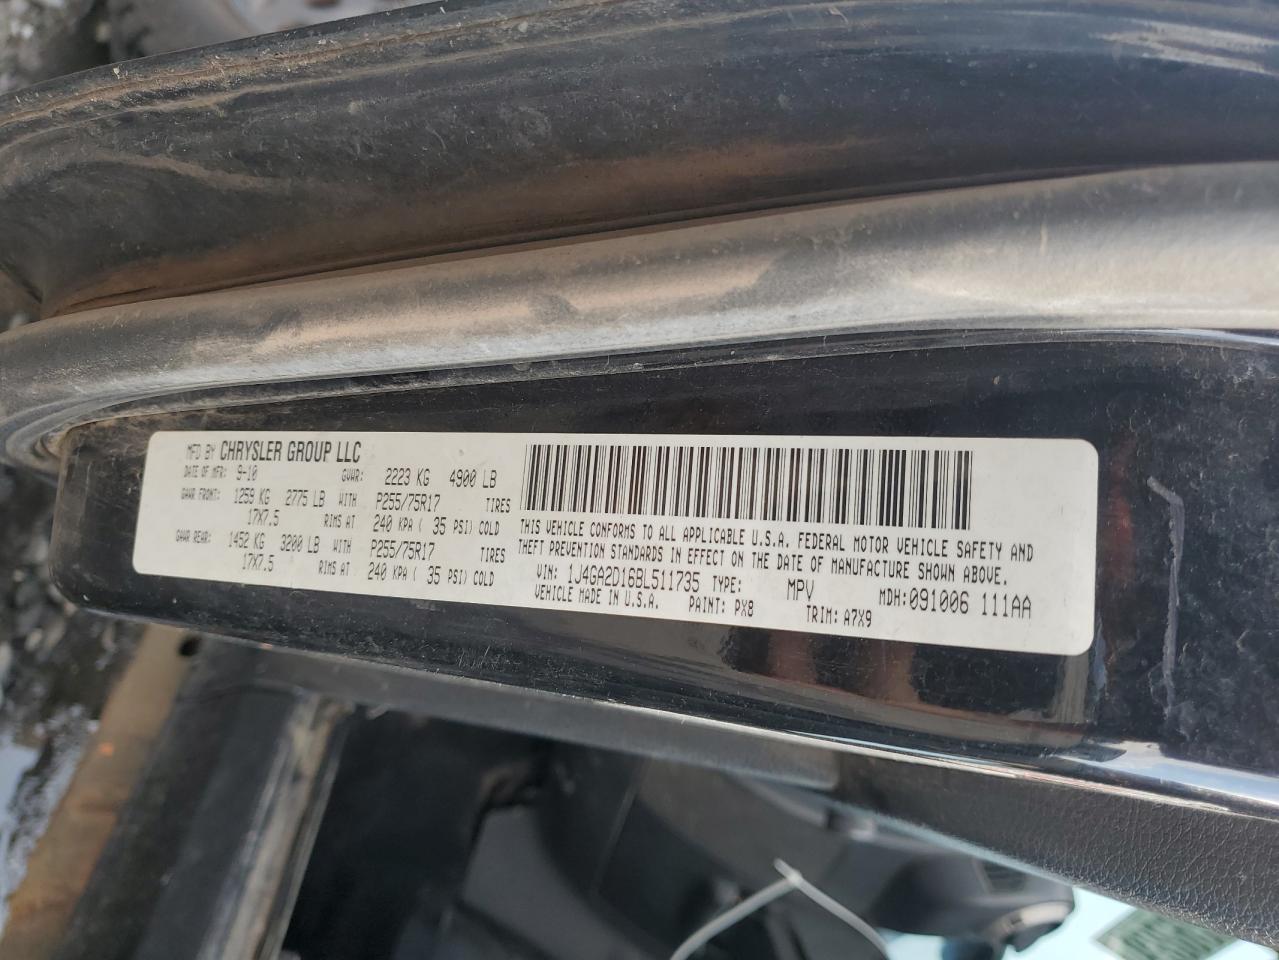 MFD BY CHRYSLER GROUP LLC
DATE OF MFR: 9-10 GVWR: 2223 KG 4900 LB
GAWR FRONT: 1259 KG 2775 LB WITH P255/75R17 TIRES
17X7.5 RIMS AT 240 KPA ( 35 PSI) COLD
GAWR REAR: 1452 KG 3200 LB WITH P255/75R17 TIRES
17X7.5 RIMS AT 240 KPA ( 35 PSI) COLD
THIS VEHICLE CONFORMS TO ALL APPLICABLE U.S.A. FEDERAL MOTOR VEHICLE SAFETY AND
THEFT PREVENTION STANDARDS IN EFFECT ON THE DATE OF MANUFACTURE SHOWN ABOVE.
VIN: 1J4GA2D16BL511735 TYPE: MPV MDH:091006 111AA
VEHICLE MADE IN U.S.A. PAINT: PX8 TRIM: A7X9